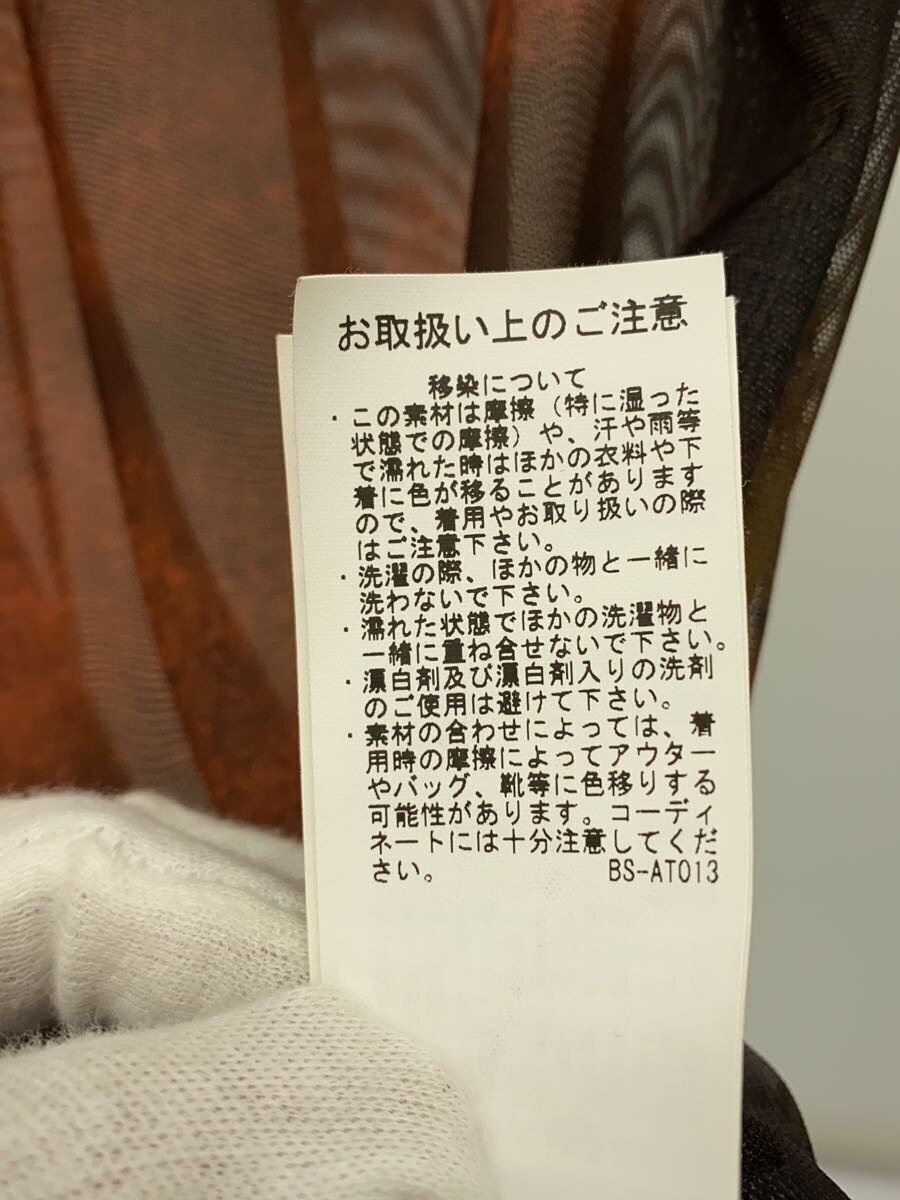 お取扱い上のご注意
移染について
・この素材は摩擦（特に湿った
状態での摩擦）や、汗や雨等
で濡れた時はほかの衣料や下
着に色が移ることがあります
ので、着用やお取り扱いの際
はご注意下さい。
・洗濯の際、ほかの物と一緒に
洗わないで下さい。
・濡れた状態でほかの洗濯物と
一緒に重ね合せないで下さい。
・漂白剤及び漂白剤入りの洗剤
のご使用は避けて下さい。
・素材の合わせによっては、着
用時の摩擦によってアウター
やバッグ、靴等に色移りする
可能性があります。コーディ
ネートには十分注意してくだ
さい。 BS-AT013